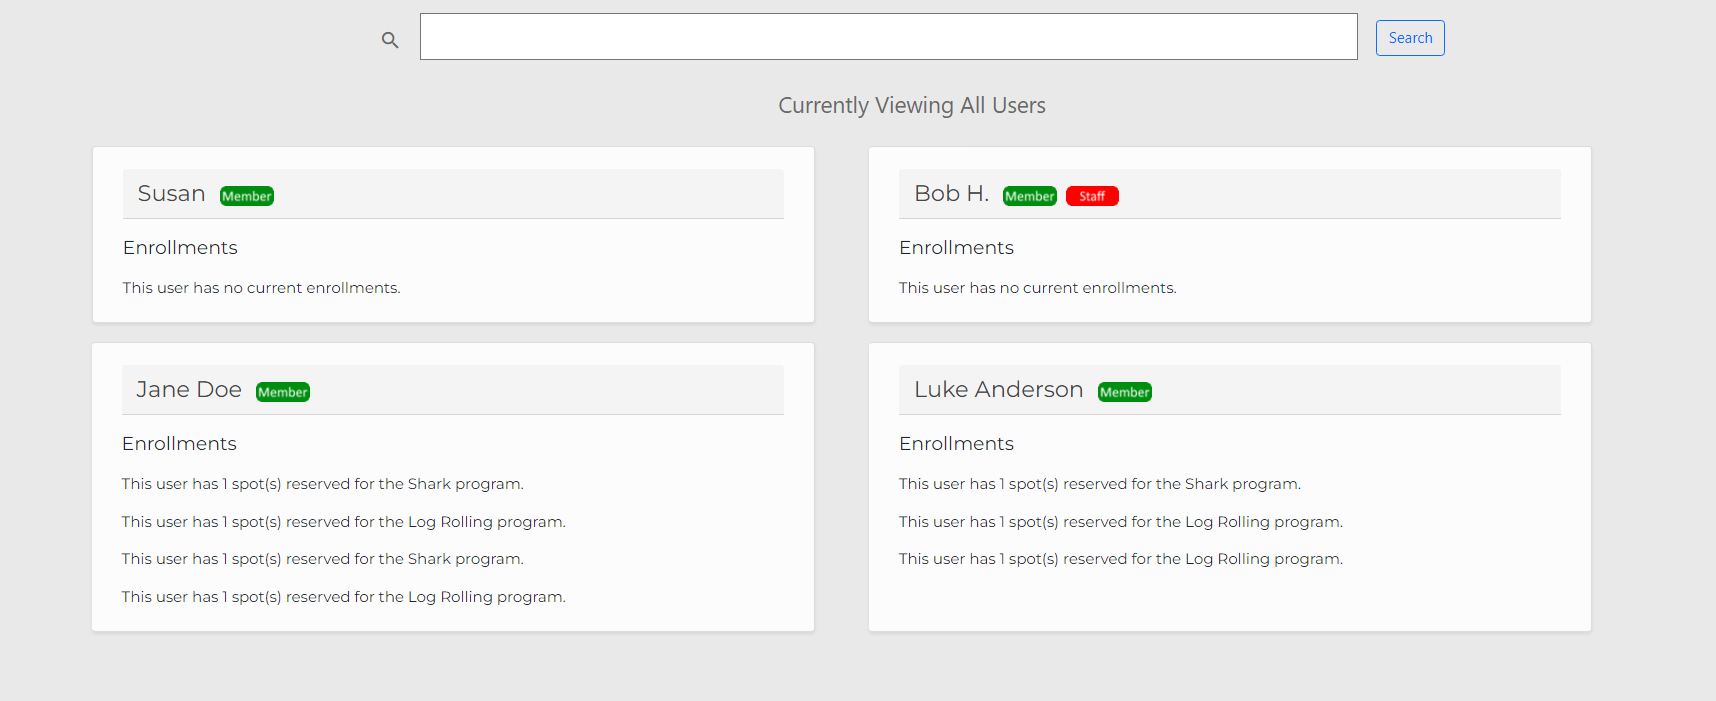 Search
Currently Viewing All Users
Susan Member
Enrollments
This user has no current enrollments.
Bob H. Member Staff
Enrollments
This user has no current enrollments.
Jane Doe Member
Enrollments
This user has 1 spot(s) reserved for the Shark program.
This user has 1 spot(s) reserved for the Log Rolling program.
This user has 1 spot(s) reserved for the Shark program.
This user has 1 spot(s) reserved for the Log Rolling program.
Luke Anderson Member
Enrollments
This user has 1 spot(s) reserved for the Shark program.
This user has 1 spot(s) reserved for the Log Rolling program.
This user has 1 spot(s) reserved for the Log Rolling program.